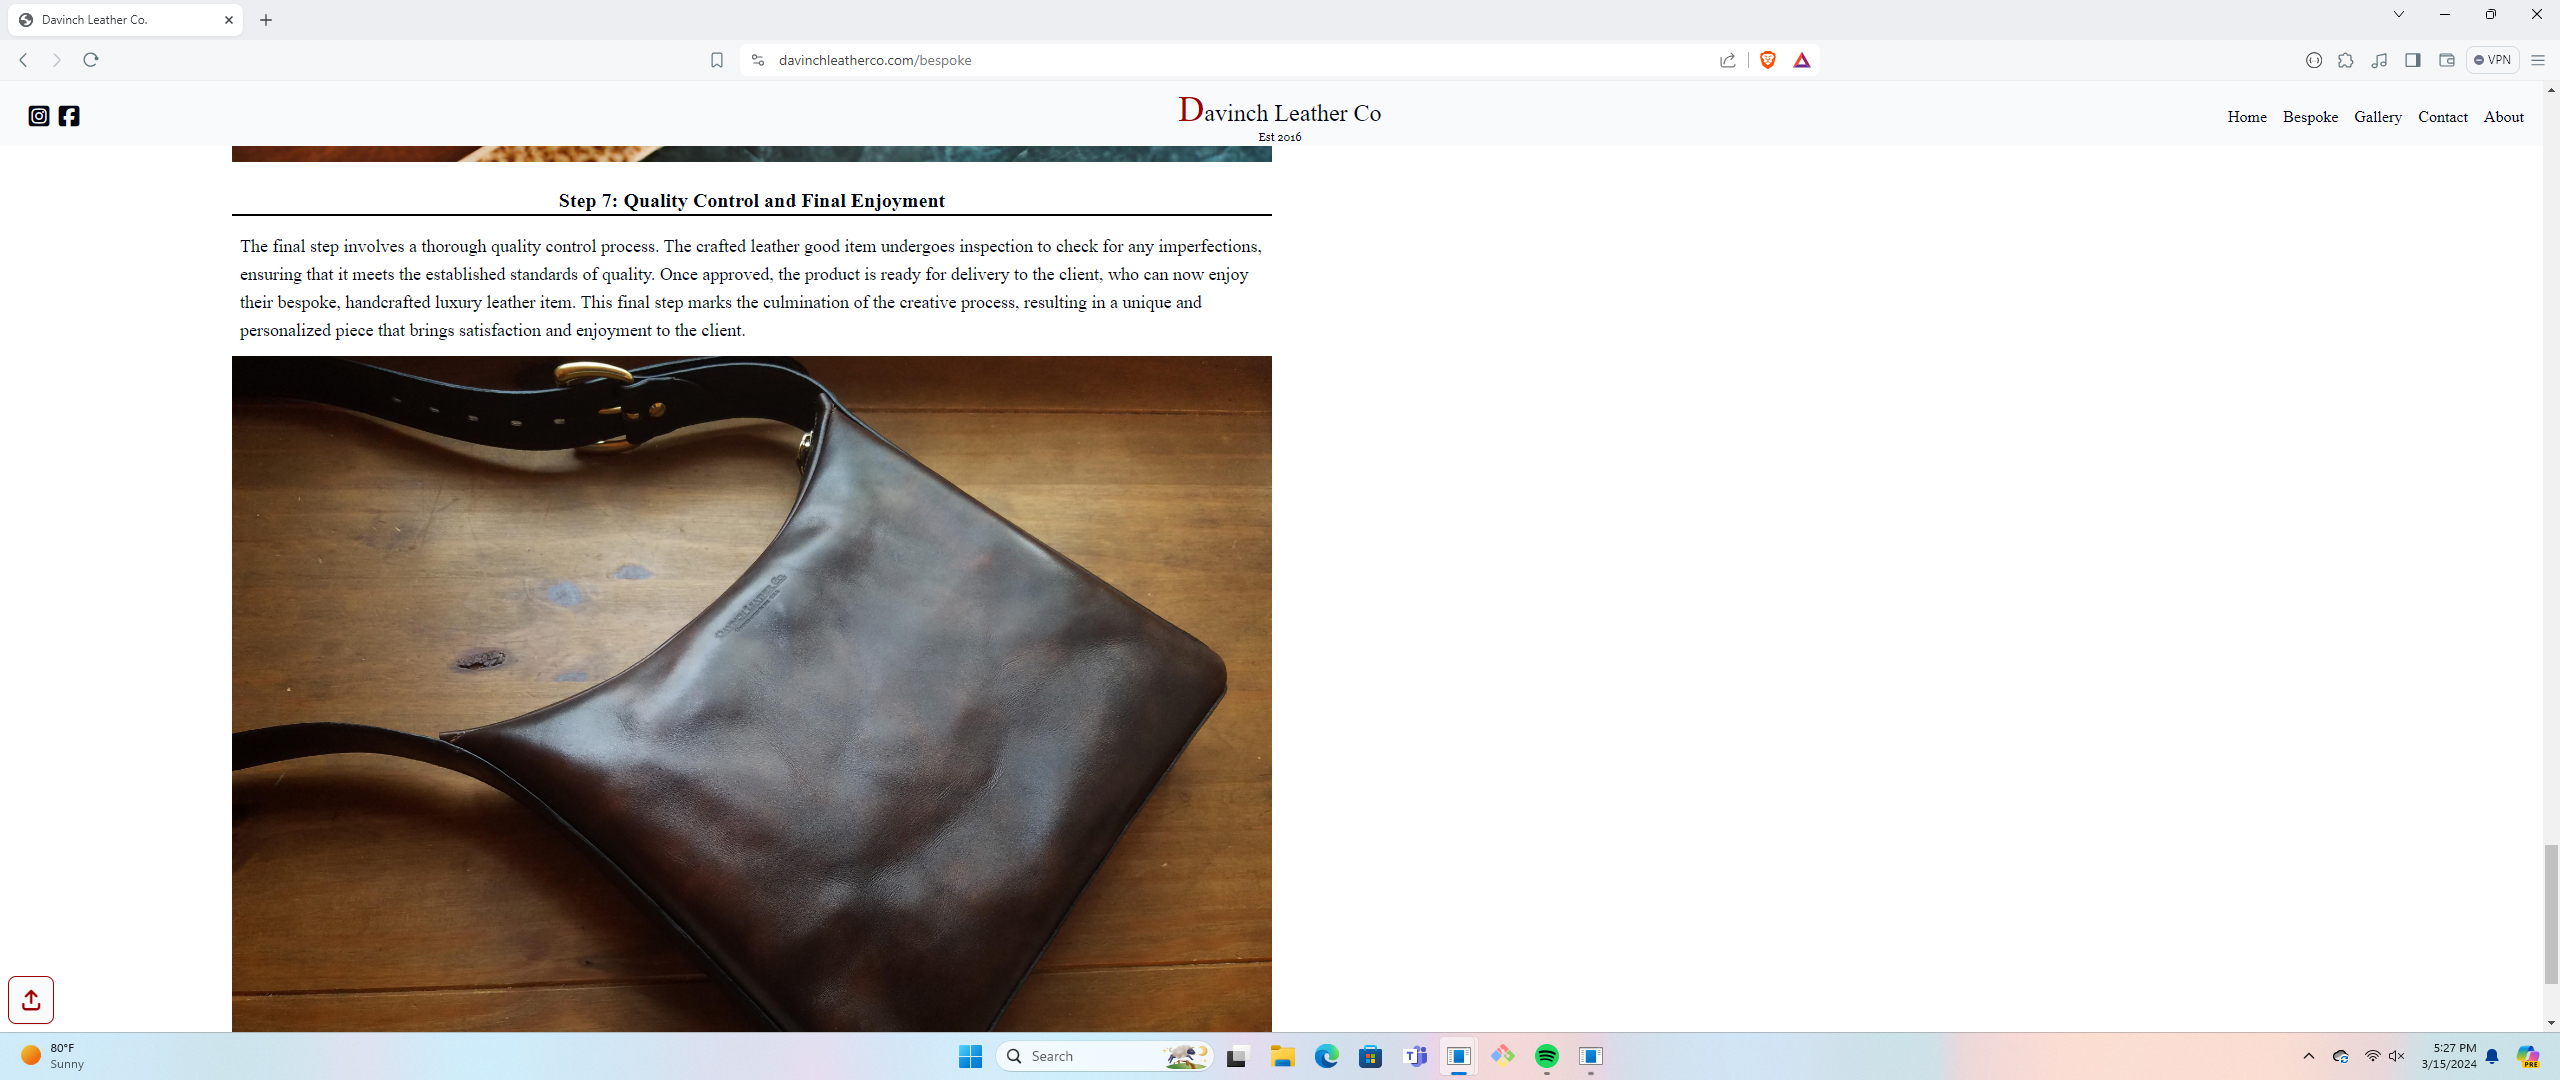 Davinch Leather Co.
davinchleatherco.com/bespoke
VPN
Davinch Leather Co
Est 2016
Home Bespoke Gallery Contact About
Step 7: Quality Control and Final Enjoyment
The final step involves a thorough quality control process. The crafted leather good item undergoes inspection to check for any imperfections,
ensuring that it meets the established standards of quality. Once approved, the product is ready for delivery to the client, who can now enjoy
their bespoke, handcrafted luxury leather item. This final step marks the culmination of the creative process, resulting in a unique and
personalized piece that brings satisfaction and enjoyment to the client.
Davinch Leather Co.
80°F
Sunny
Search
5:27 PM
3/15/2024
PRE